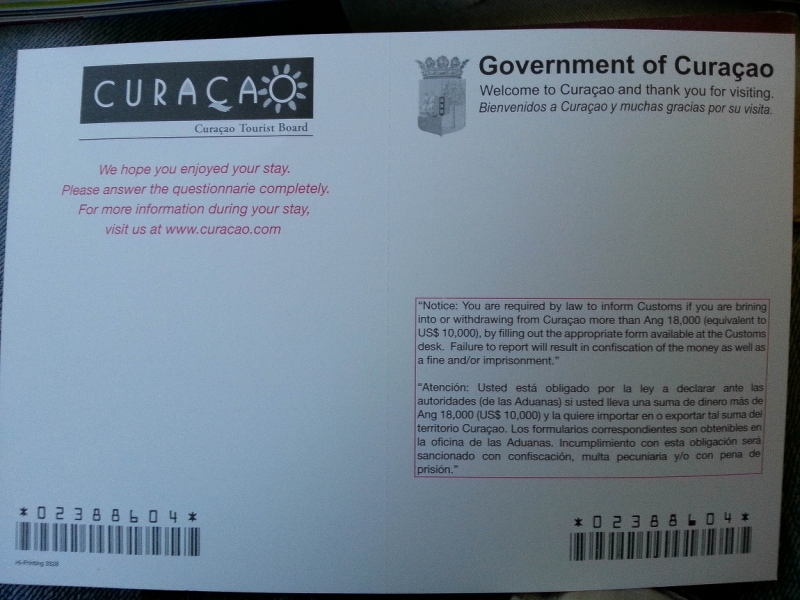 CURAÇAO
Curaçao Tourist Board
We hope you enjoyed your stay.
Please answer the questionnarie completely.
For more information during your stay,
visit us at www.curacao.com
*02388604*
Hi-Printing 3528
Government of Curaçao
Welcome to Curaçao and thank you for visiting.
Bienvenidos a Curaçao y muchas gracias por su visita.
"Notice: You are required by law to inform Customs if you are brining
into or withdrawing from Curaçao more than Ang 18,000 (equivalent to
US$ 10,000), by filling out the appropriate form available at the Customs
desk. Failure to report will result in confiscation of the money as well as
a fine and/or imprisonment."
"Atención: Usted está obligado por la ley a declarar ante las
autoridades (de las Aduanas) si usted lleva una suma de dinero más de
Ang 18,000 (US$ 10,000) y la quiere importar en o exportar tal suma del
territorio Curaçao. Los formularios correspondientes son obtenibles en
la oficina de las Aduanas. Incumplimiento con esta obligación será
sancionado con confiscación, multa pecuniaria y/o con pena de
prisión."
*02388604*